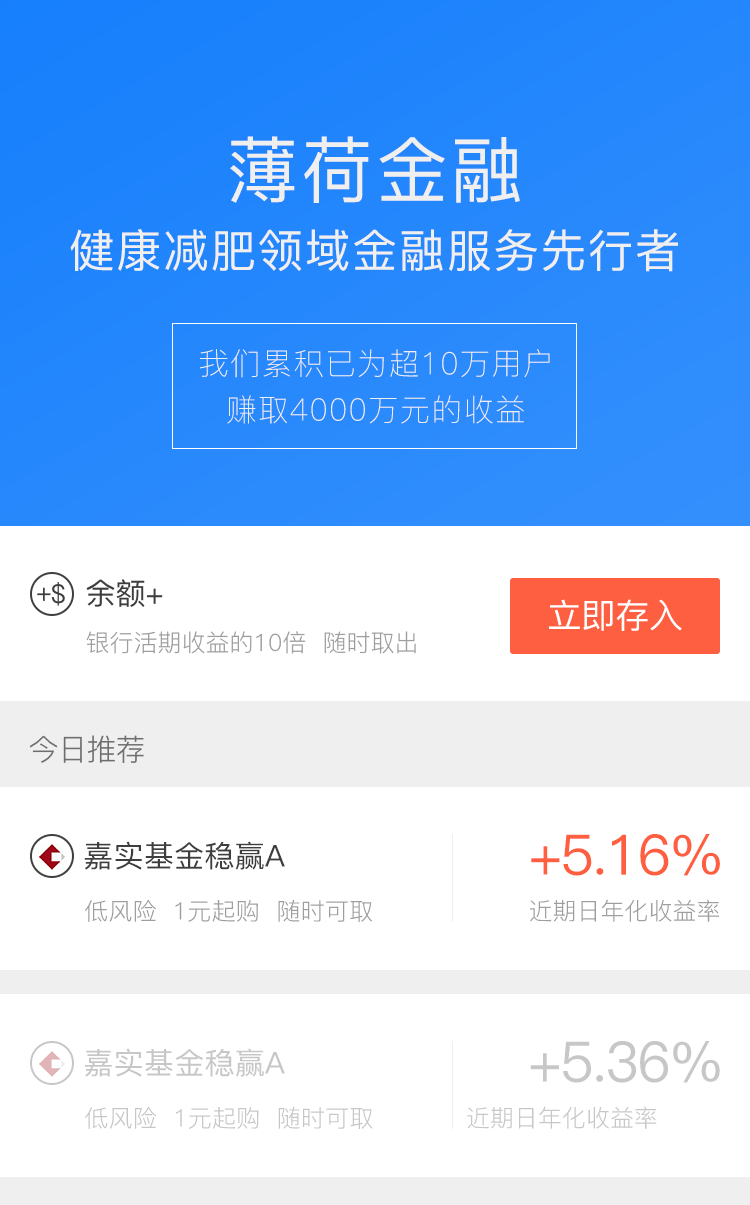 薄荷金融
健康减肥领域金融服务先行者
我们累积已为超10万用户
赚取4000万元的收益
+$ 余额+
银行活期收益的10倍 随时取出
立即存入
今日推荐
嘉实基金稳赢A
+5.16%
低风险 1元起购 随时可取
近期日年化收益率
嘉实基金稳赢A
+5.36%
低风险 1元起购 随时可取
近期日年化收益率